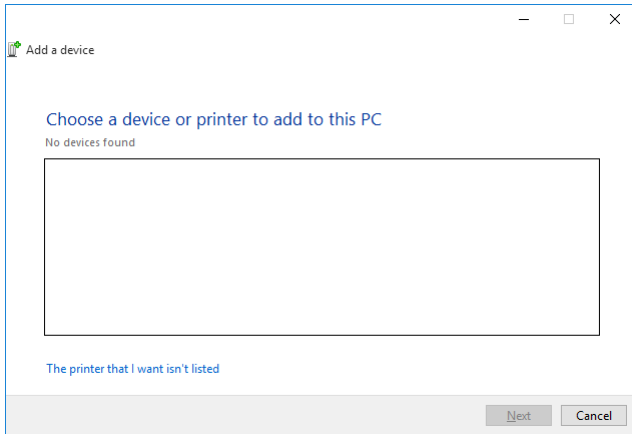 Add a device
Choose a device or printer to add to this PC
No devices found
The printer that I want isn't listed
Next
Cancel